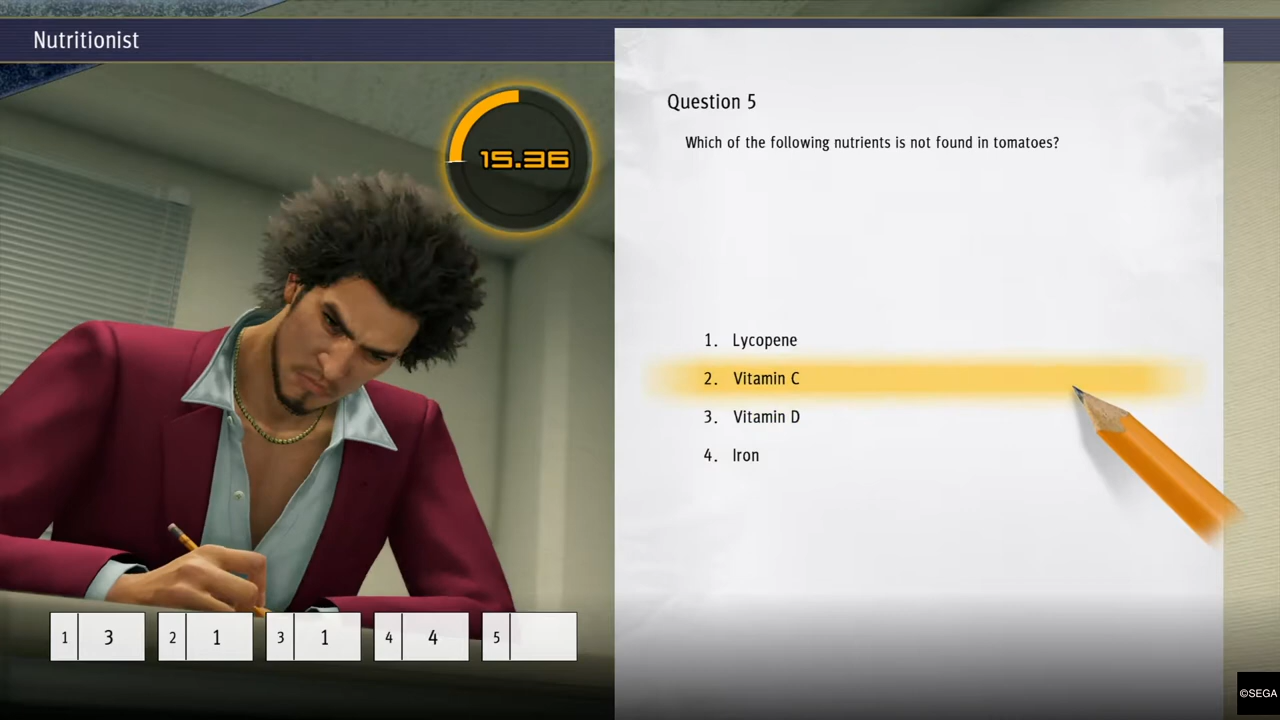 Nutritionist
15.36
Question 5
Which of the following nutrients is not found in tomatoes?
1. Lycopene
2. Vitamin C
3. Vitamin D
4. Iron
1 3 2 1 3 1 4 4 5
©SEGA